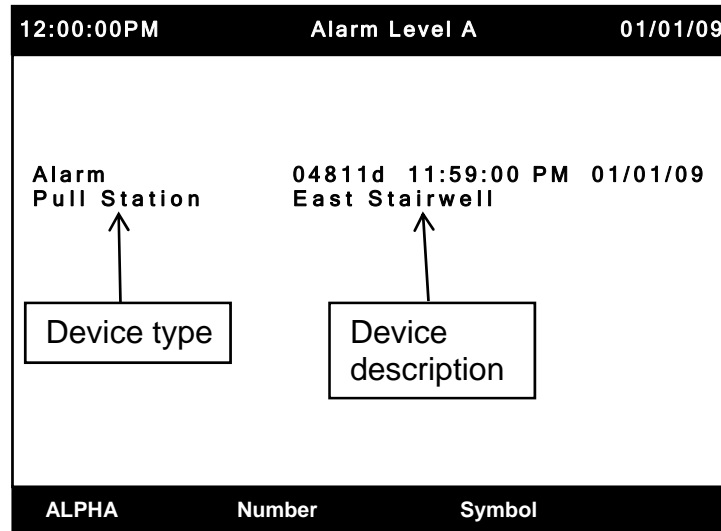 12:00:00PM Alarm Level A 01/01/09
Alarm 04811d 11:59:00 PM 01/01/09
Pull Station East Stairwell
Device type
Device
description
ALPHA Number Symbol